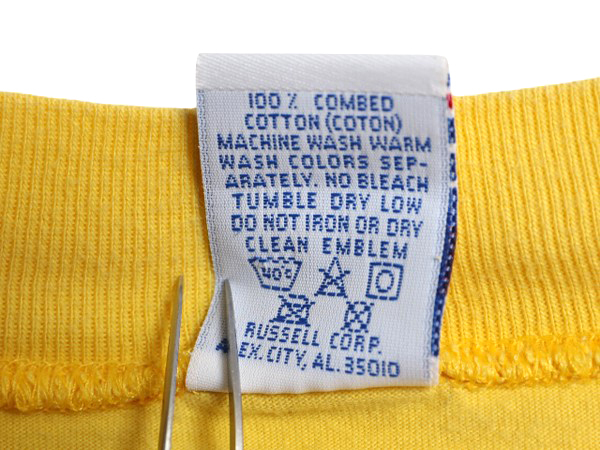 100% COMBED
COTTON (COTON)
MACHINE WASH WARM
WASH COLORS SEP-
ARATELY. NO BLEACH
TUMBLE DRY LOW
DO NOT IRON OR DRY
CLEAN EMBLEM
40°C
RUSSELL CORP.
EX. CITY, AL. 35010